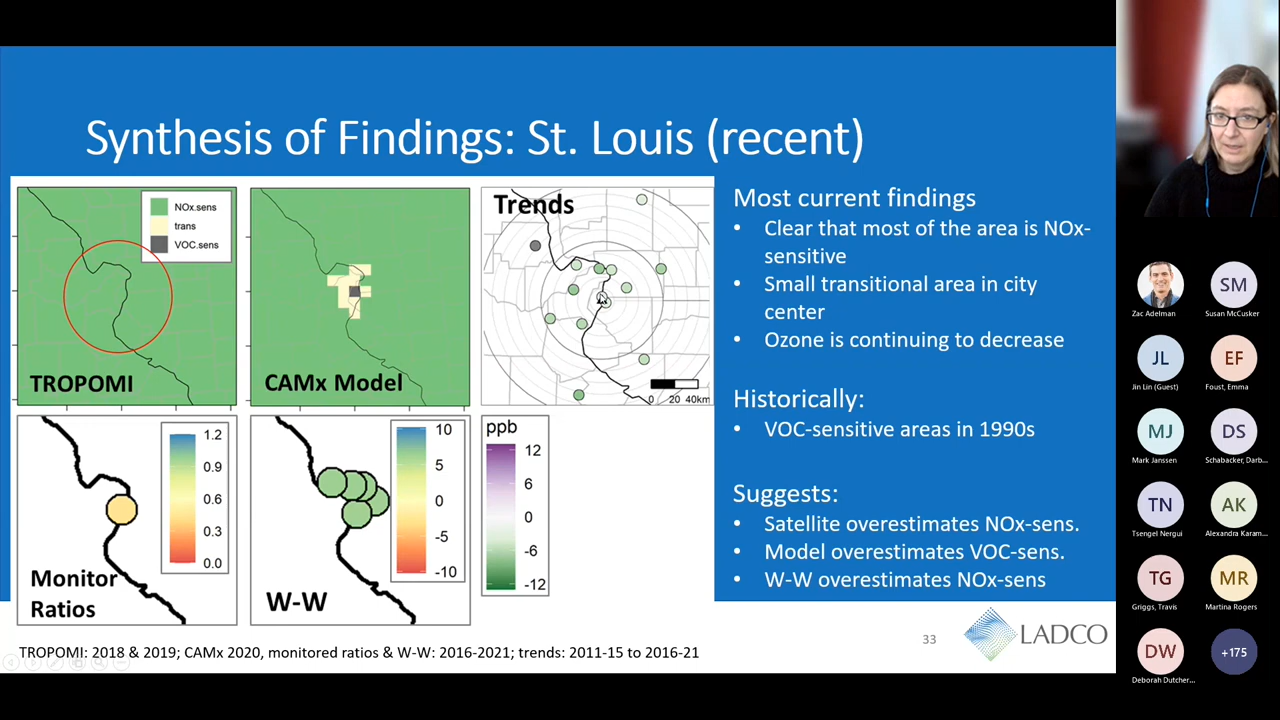 Synthesis of Findings: St. Louis (recent)
NOx.sens
trans
VOC.sens
TROPOMI
CAMx Model
Trends
0 20 40km
1.2
0.9
0.6
0.3
0.0
Monitor
Ratios
10
5
0
-5
-10
W-W
ppb
12
6
0
-6
-12
Most current findings
• Clear that most of the area is NOx-
sensitive
• Small transitional area in city
center
• Ozone is continuing to decrease
Historically:
• VOC-sensitive areas in 1990s
Suggests:
• Satellite overestimates NOx-sens.
• Model overestimates VOC-sens.
• W-W overestimates NOx-sens
33
LADCO
TROPOMI: 2018 & 2019; CAMx 2020, monitored ratios & W-W: 2016-2021; trends: 2011-15 to 2016-21
Zac Adelman
SM
Susan McCusker
JL
Jin Lin (Guest)
EF
Foust, Emma
MJ
Mark Janssen
DS
Schabacker, Darb...
TN
Tsengel Nergui
AK
Alexandra Karam...
TG
Griggs, Travis
MR
Martina Rogers
DW
Deborah Dutcher...
+175